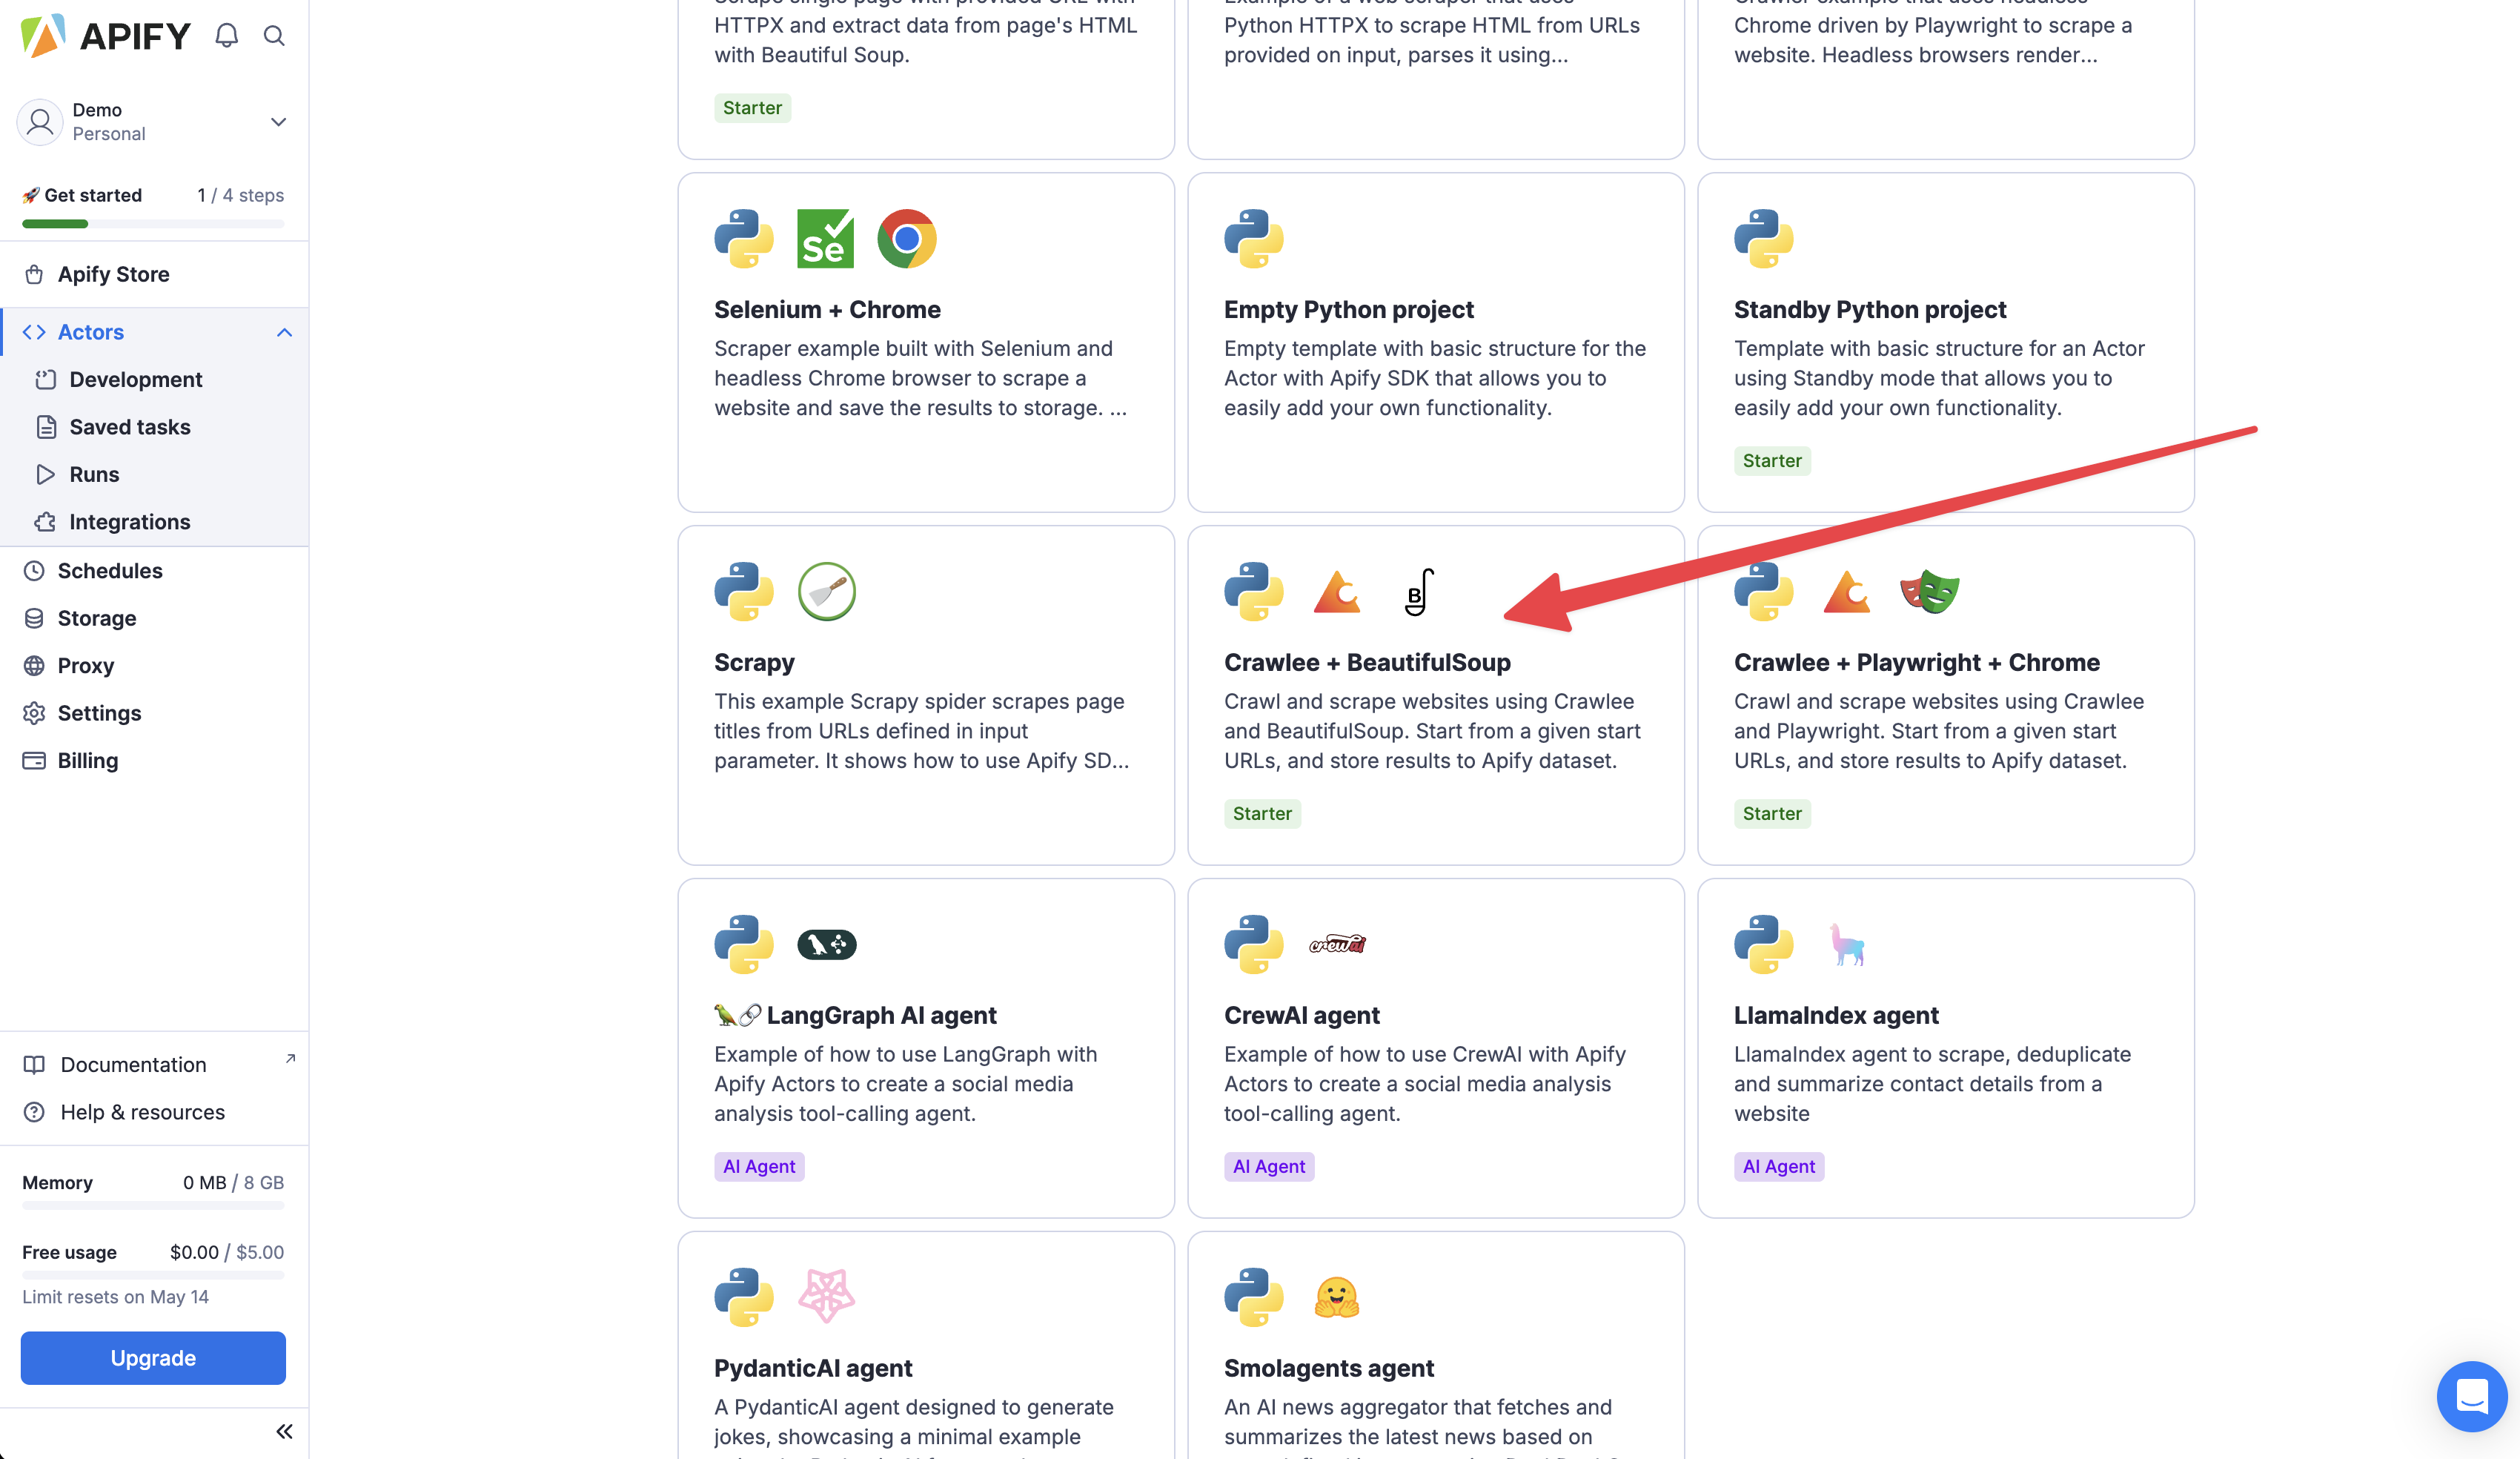 APIFY
Demo
Personal
Get started
1 / 4 steps
Apify Store
Actors
Development
Saved tasks
Runs
Integrations
Schedules
Storage
Proxy
Settings
Billing
Documentation
Help & resources
Memory
0 MB / 8 GB
Free usage
$0.00 / $5.00
Limit resets on May 14
Upgrade
HTTPX and extract data from page's HTML
with Beautiful Soup.
Starter
Python HTTPX to scrape HTML from URLs
provided on input, parses it using...
Chrome driven by Playwright to scrape a
website. Headless browsers render...
Se
Selenium + Chrome
Scraper example built with Selenium and
headless Chrome browser to scrape a
website and save the results to storage. ...
Empty Python project
Empty template with basic structure for the
Actor with Apify SDK that allows you to
easily add your own functionality.
Standby Python project
Template with basic structure for an Actor
using Standby mode that allows you to
easily add your own functionality.
Starter
Scrapy
This example Scrapy spider scrapes page
titles from URLs defined in input
parameter. It shows how to use Apify SD...
B
Crawlee + BeautifulSoup
Crawl and scrape websites using Crawlee
and BeautifulSoup. Start from a given start
URLs, and store results to Apify dataset.
Starter
Crawlee + Playwright + Chrome
Crawl and scrape websites using Crawlee
and Playwright. Start from a given start
URLs, and store results to Apify dataset.
Starter
LangGraph AI agent
Example of how to use LangGraph with
Apify Actors to create a social media
analysis tool-calling agent.
AI Agent
crewai
CrewAI agent
Example of how to use CrewAI with Apify
Actors to create a social media analysis
tool-calling agent.
AI Agent
LlamaIndex agent
LlamaIndex agent to scrape, deduplicate
and summarize contact details from a
website
AI Agent
PydanticAI agent
A PydanticAI agent designed to generate
jokes, showcasing a minimal example
Smolagents agent
An AI news aggregator that fetches and
summarizes the latest news based on